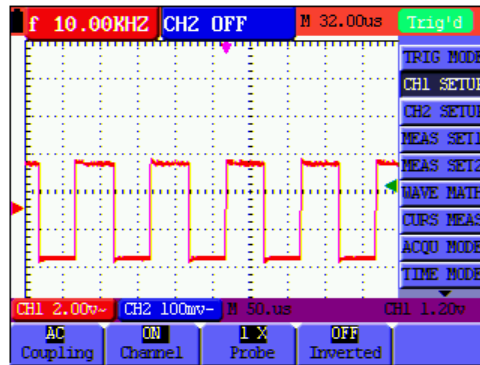 f 10.00KHZ CH2 OFF M 32.00us Trig'd
TRIG MODE
CH1 SETUP
CH2 SETUP
MEAS SET1
MEAS SET2
WAVE MATH
CURS MEAS
ACQU MODE
TIME MODE
CH1 2.00v~ CH2 100mv- M 50.us CH1 1.20v
AC ON 1 X OFF
Coupling Channel Probe Inverted